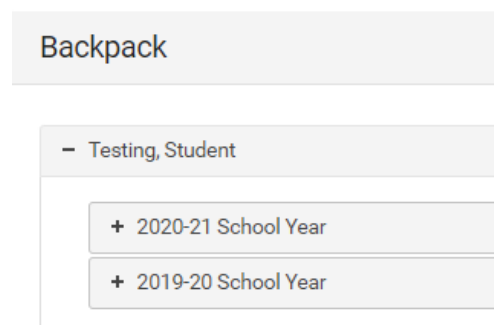 Backpack
− Testing, Student
+ 2020-21 School Year
+ 2019-20 School Year